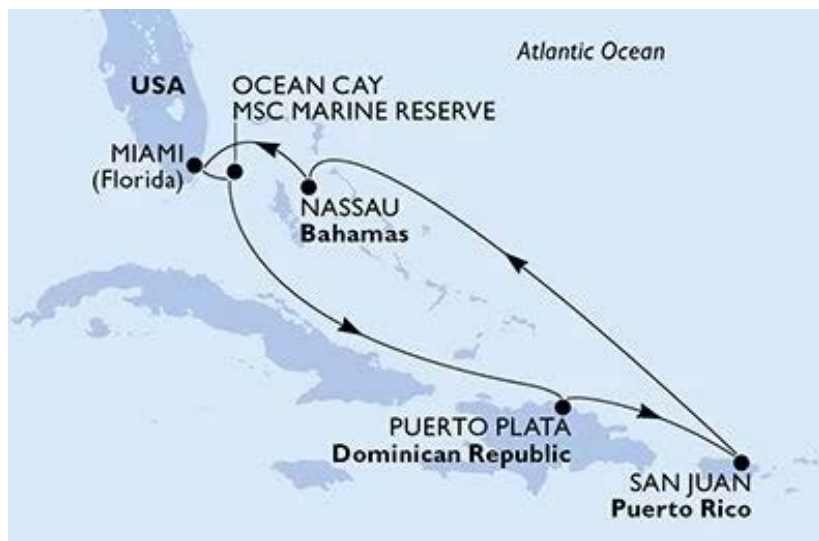 Atlantic Ocean
USA
OCEAN CAY
MSC MARINE RESERVE
MIAMI
(Florida)
NASSAU
Bahamas
PUERTO PLATA
Dominican Republic
SAN JUAN
Puerto Rico